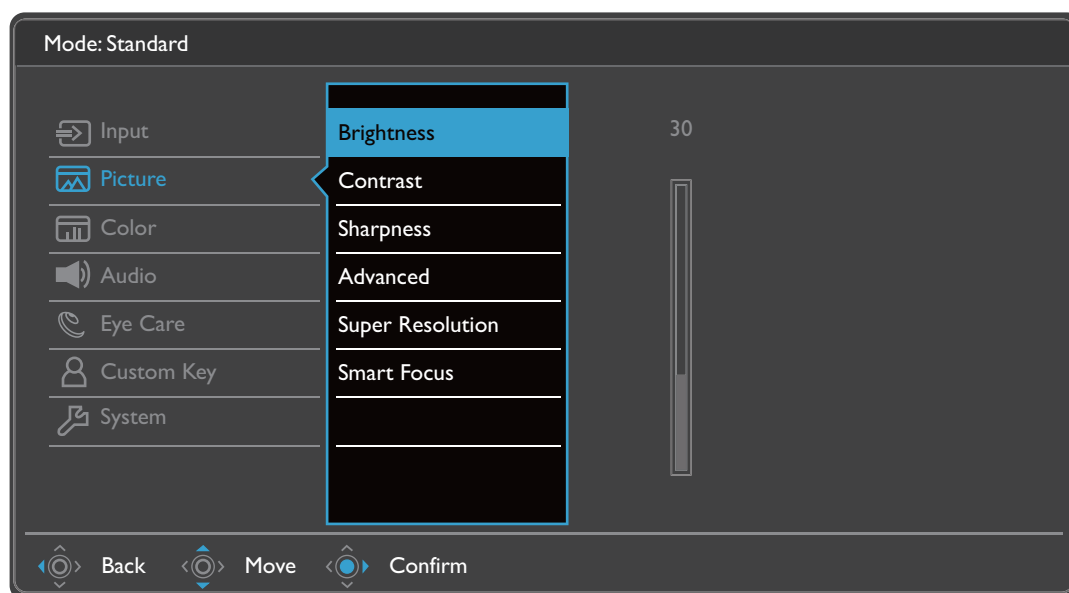 Mode: Standard
Input
Picture
Color
Audio
Eye Care
Custom Key
System
Brightness
Contrast
Sharpness
Advanced
Super Resolution
Smart Focus
30
Back Move Confirm